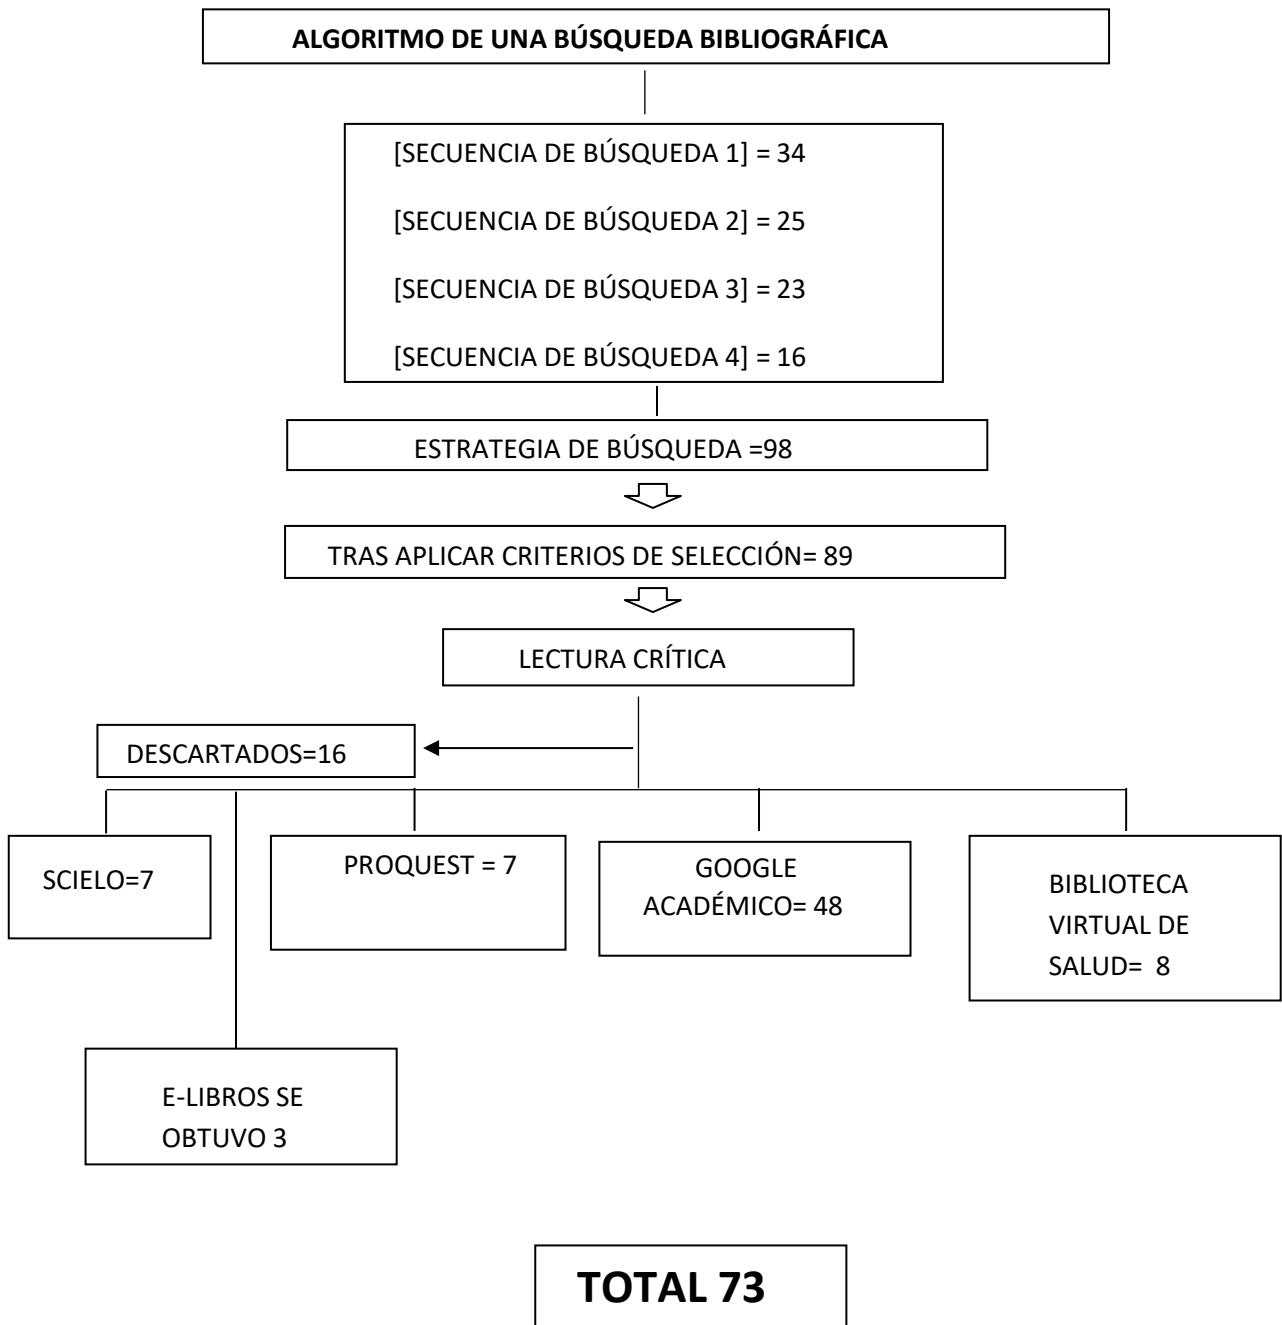 ALGORITMO DE UNA BÚSQUEDA BIBLIOGRÁFICA
[SECUENCIA DE BÚSQUEDA 1] = 34
[SECUENCIA DE BÚSQUEDA 2] = 25
[SECUENCIA DE BÚSQUEDA 3] = 23
[SECUENCIA DE BÚSQUEDA 4] = 16
ESTRATEGIA DE BÚSQUEDA =98
TRAS APLICAR CRITERIOS DE SELECCIÓN= 89
LECTURA CRÍTICA
DESCARTADOS=16
SCIELO=7
PROQUEST = 7
GOOGLE
ACADÉMICO= 48
BIBLIOTECA
VIRTUAL DE
SALUD= 8
E-LIBROS SE
OBTUVO 3
TOTAL 73